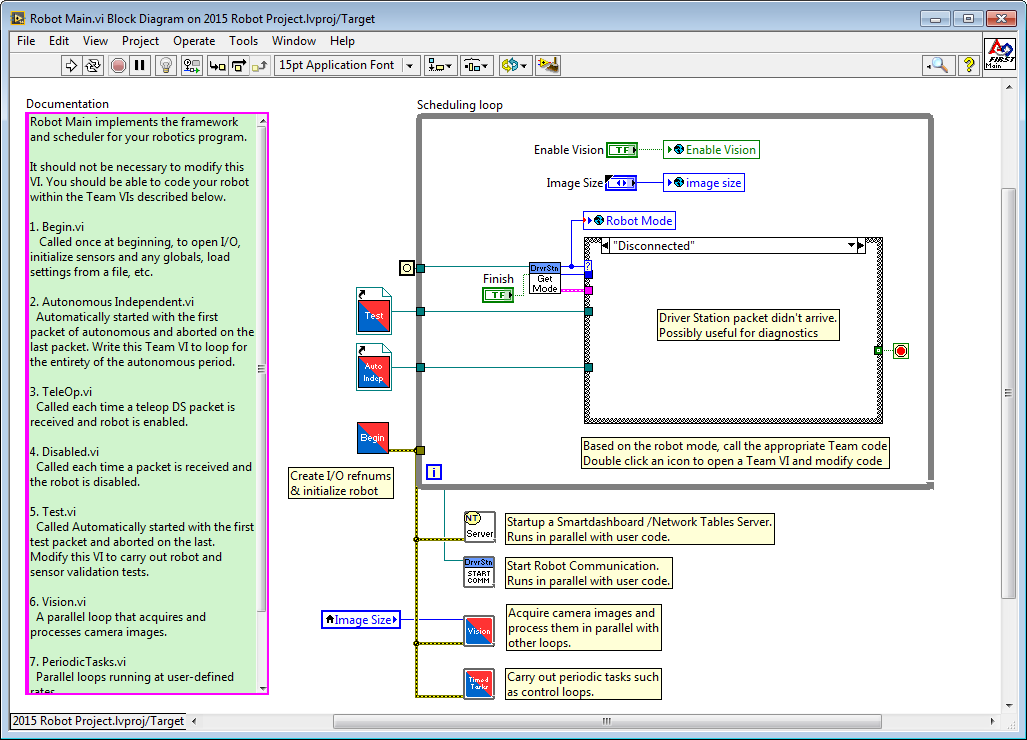 Robot Main.vi Block Diagram on 2015 Robot Project.lvproj/Target
File Edit View Project Operate Tools Window Help
15pt Application Font
FIRST
Main
Documentation
Robot Main implements the framework
and scheduler for your robotics program.
It should not be necessary to modify this
VI. You should be able to code your robot
within the Team VIs described below.
1. Begin.vi
Called once at beginning, to open I/O,
initialize sensors and any globals, load
settings from a file, etc.
2. Autonomous Independent.vi
Automatically started with the first
packet of autonomous and aborted on the
last packet. Write this Team VI to loop for
the entirety of the autonomous period.
3. TeleOp.vi
Called each time a teleop DS packet is
received and robot is enabled.
4. Disabled.vi
Called each time a packet is received and
the robot is disabled.
5. Test.vi
Called Automatically started with the first
test packet and aborted on the last.
Modify this VI to carry out robot and
sensor validation tests.
6. Vision.vi
A parallel loop that acquires and
processes camera images.
7. PeriodicTasks.vi
Parallel loops running at user-defined
rates
Scheduling loop
Enable Vision TF Enable Vision
Image Size image size
Robot Mode
"Disconnected"
DrvrStn
Get
Mode
?
Finish
TF
Test
Auto
Indep
Begin
Driver Station packet didn't arrive.
Possibly useful for diagnostics
Based on the robot mode, call the appropriate Team code
Double click an icon to open a Team VI and modify code
i
Create I/O refnums
& initialize robot
NT
Server
Startup a Smartdashboard /Network Tables Server.
Runs in parallel with user code.
DrvrStn
START
COMM
Start Robot Communication.
Runs in parallel with user code.
Image Size
Vision
Acquire camera images and
process them in parallel with
other loops.
Timed
Tasks
Carry out periodic tasks such
as control loops.
2015 Robot Project.lvproj/Target